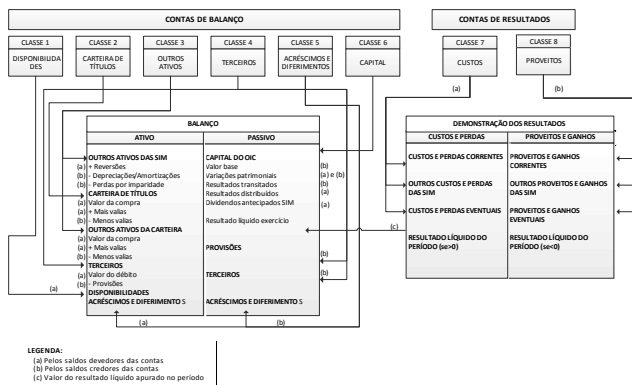 CONTAS DE BALANÇO
CONTAS DE RESULTADOS
CLASSE 1
CLASSE 2
CLASSE 3
CLASSE 4
CLASSE 5
CLASSE 6
CLASSE 7
CLASSE 8
DISPONIBILIDA
DES
CARTEIRA DE
TÍTULOS
OUTROS
ATIVOS
TERCEIROS
ACRÉSCIMOS E
DIFERIMENTOS
CAPITAL
CUSTOS
PROVEITOS
(a)
(b)
BALANÇO
ATIVO
PASSIVO
OUTROS ATIVOS DAS SIM
(a) + Reversões
(b) - Depreciações/Amortizações
(b) - Perdas por imparidade
CARTEIRA DE TÍTULOS
(a) Valor da compra
(a) + Mais valias
(b) - Menos valias
OUTROS ATIVOS DA CARTEIRA
(a) Valor da compra
(a) + Mais valias
(b) - Menos valias
TERCEIROS
(a) Valor do débito
(b) - Provisões
DISPONIBILIDADES
ACRÉSCIMOS E DIFERIMENTO S
(a)
CAPITAL DO OIC
Valor base (b)
Variações patrimoniais (a) e (b)
Resultados transitados (b)
Resultados distribuídos (a)
Dividendos antecipados SIM (a)
Resultado líquido exercício
PROVISÕES
(b)
TERCEIROS (b)
ACRÉSCIMOS E DIFERIMENTO S
(a)
(b)
DEMONSTRAÇÃO DOS RESULTADOS
CUSTOS E PERDAS
PROVEITOS E GANHOS
CUSTOS E PERDAS CORRENTES
PROVEITOS E GANHOS
CORRENTES
OUTROS CUSTOS E PERDAS
DAS SIM
OUTROS PROVEITOS E GANHOS
DAS SIM
CUSTOS E PERDAS EVENTUAIS
PROVEITOS E GANHOS
EVENTUAIS
(c)
RESULTADO LÍQUIDO DO
PERÍODO (se>0)
RESULTADO LÍQUIDO DO
PERÍODO (se<0)
LEGENDA:
(a) Pelos saldos devedores das contas
(b) Pelos saldos credores das contas
(c) Valor do resultado líquido apurado no período